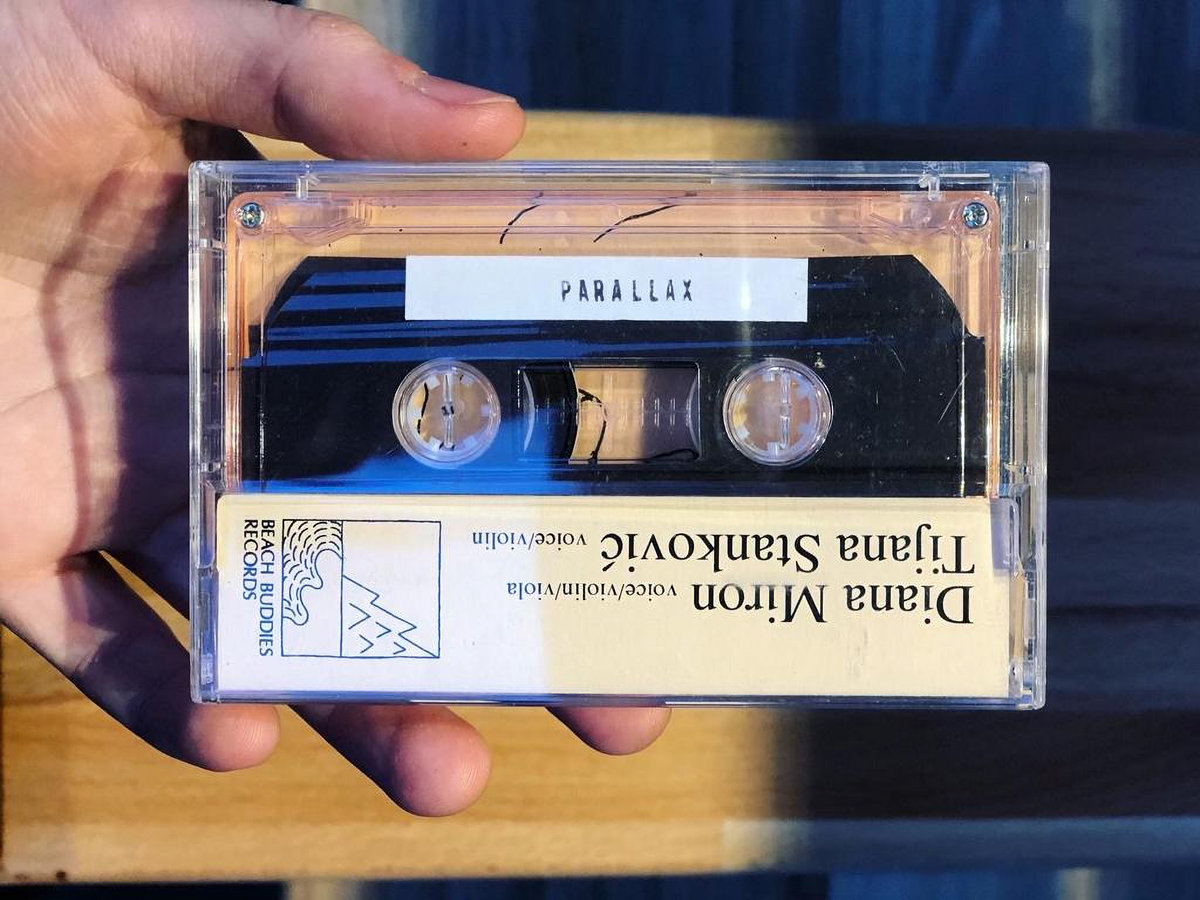 PARALLAX
Diana Miron voice/violin/viola
Tijana Stanković voice/violin
BEACH BUDDIES
RECORDS